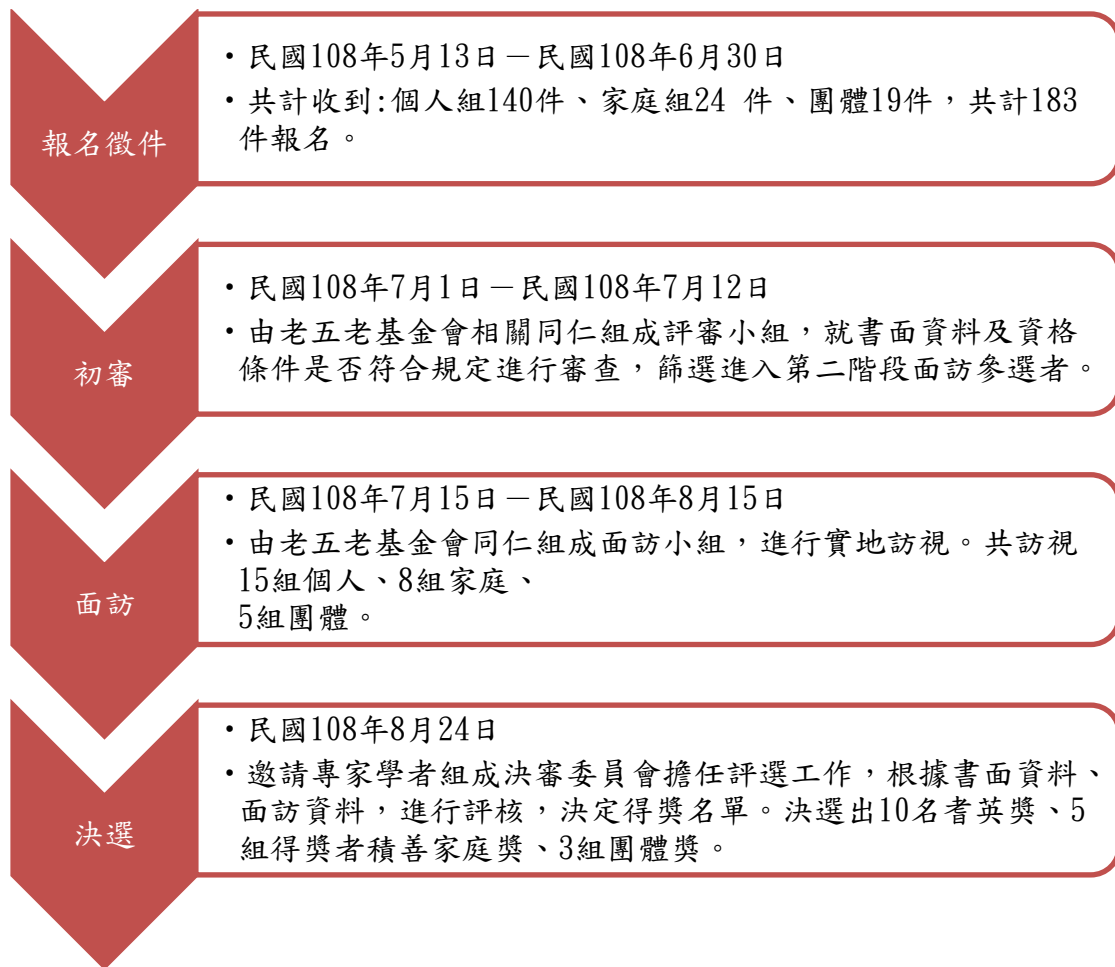 報名徵件
・民國108年5月13日－民國108年6月30日
・共計收到:個人組140件、家庭組24 件、團體19件，共計183
件報名。
初審
・民國108年7月1日－民國108年7月12日
・由老五老基金會相關同仁組成評審小組，就書面資料及資格
條件是否符合規定進行審查，篩選進入第二階段面訪參選者。
面訪
・民國108年7月15日－民國108年8月15日
・由老五老基金會同仁組成面訪小組，進行實地訪視。共訪視
15組個人、8組家庭、
5組團體。
決選
・民國108年8月24日
・邀請專家學者組成決審委員會擔任評選工作，根據書面資料、
面訪資料，進行評核，決定得獎名單。決選出10名耆英獎、5
組得獎者積善家庭獎、3組團體獎。